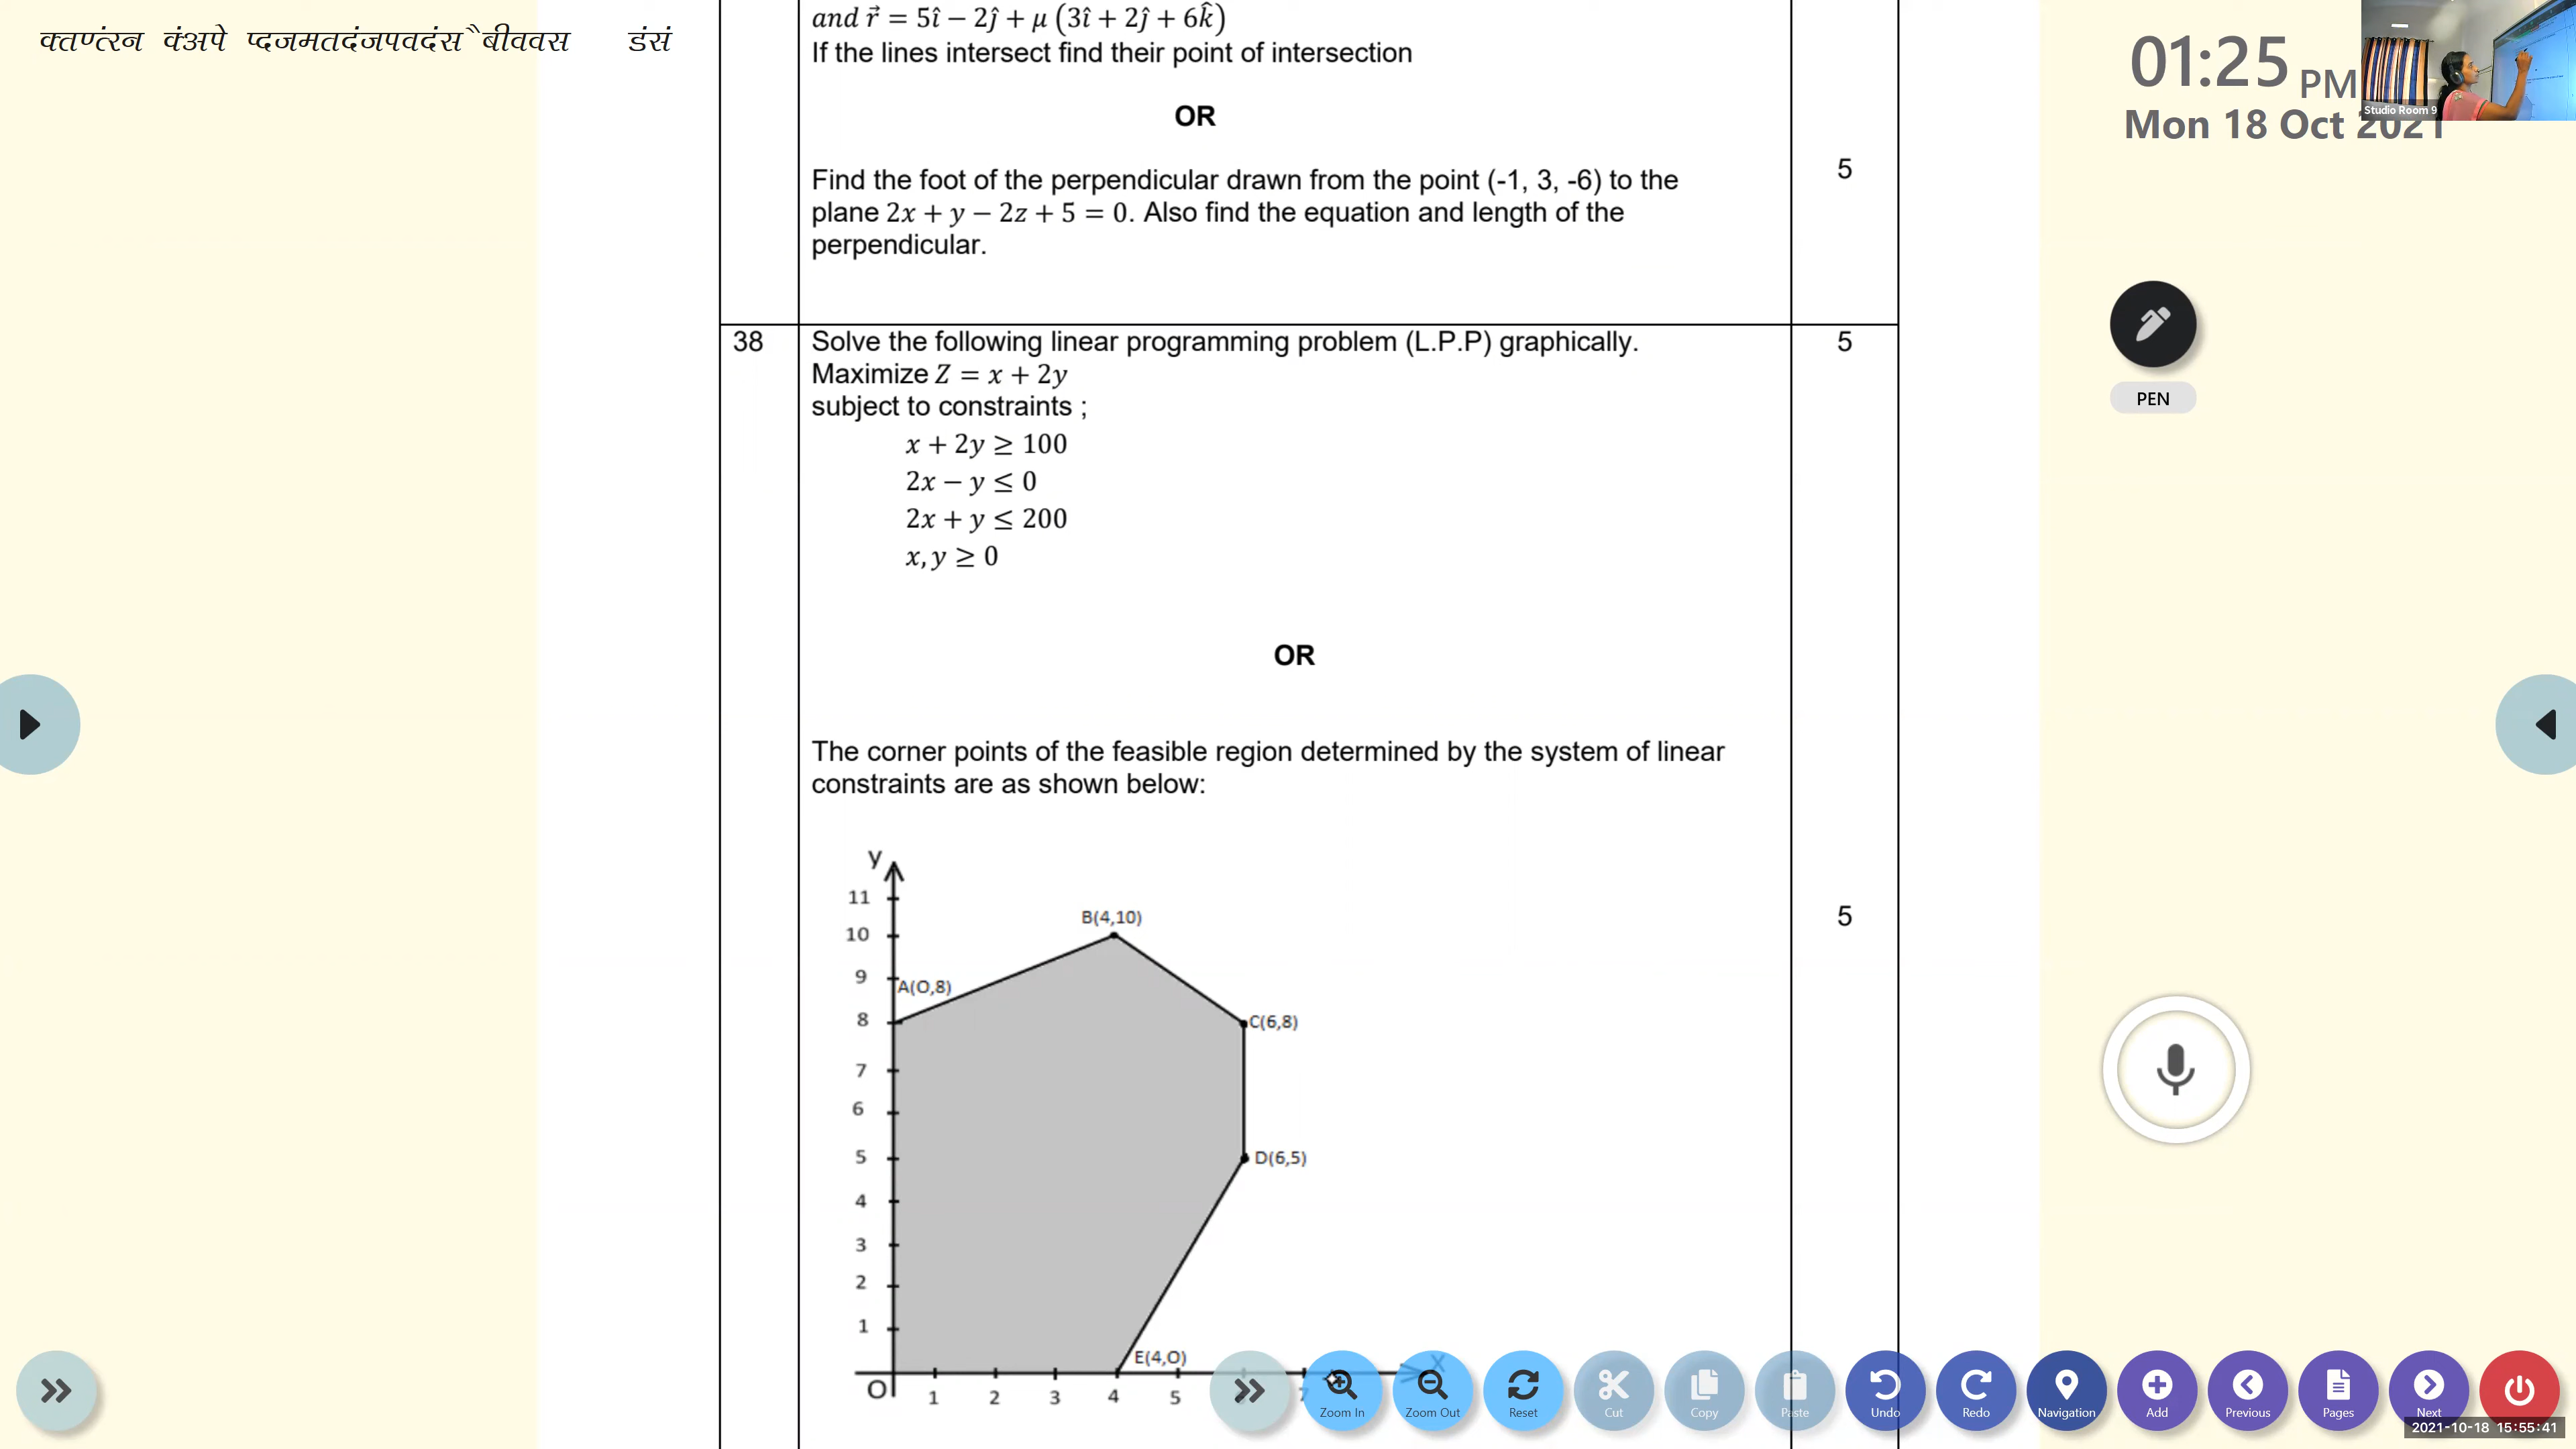 क्तण्त्ंरन क्ंअपे प्दजमतदंजपवदंस ैबीववस डंसं
and r⃗ = 5î − 2ĵ + μ (3î + 2ĵ + 6k̂)
If the lines intersect find their point of intersection
OR
Find the foot of the perpendicular drawn from the point (-1, 3, -6) to the
plane 2x + y − 2z + 5 = 0. Also find the equation and length of the
perpendicular.
5
38
Solve the following linear programming problem (L.P.P) graphically.
5
Maximize Z = x + 2y
subject to constraints ;
x + 2y ≥ 100
2x − y ≤ 0
2x + y ≤ 200
x, y ≥ 0
OR
The corner points of the feasible region determined by the system of linear
constraints are as shown below:
5
y
11
10
9
8
7
6
5
4
3
2
1
B(4,10)
A(O,8)
C(6,8)
D(6,5)
E(4,O)
X
O
1
2
3
4
5
7
01:25 PM
Mon 18 Oct 2021
Studio Room 9
PEN
Zoom In
Zoom Out
Reset
Cut
Copy
Paste
Undo
Redo
Navigation
Add
Previous
Pages
Next
2021-10-18 15:55:41